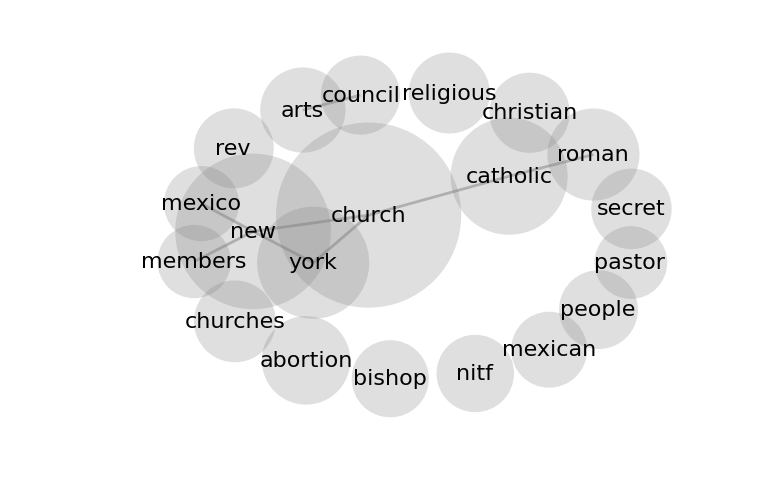 council
religious
arts
christian
rev
roman
catholic
mexico
secret
church
new
members
york
pastor
people
churches
mexican
abortion
nitf
bishop